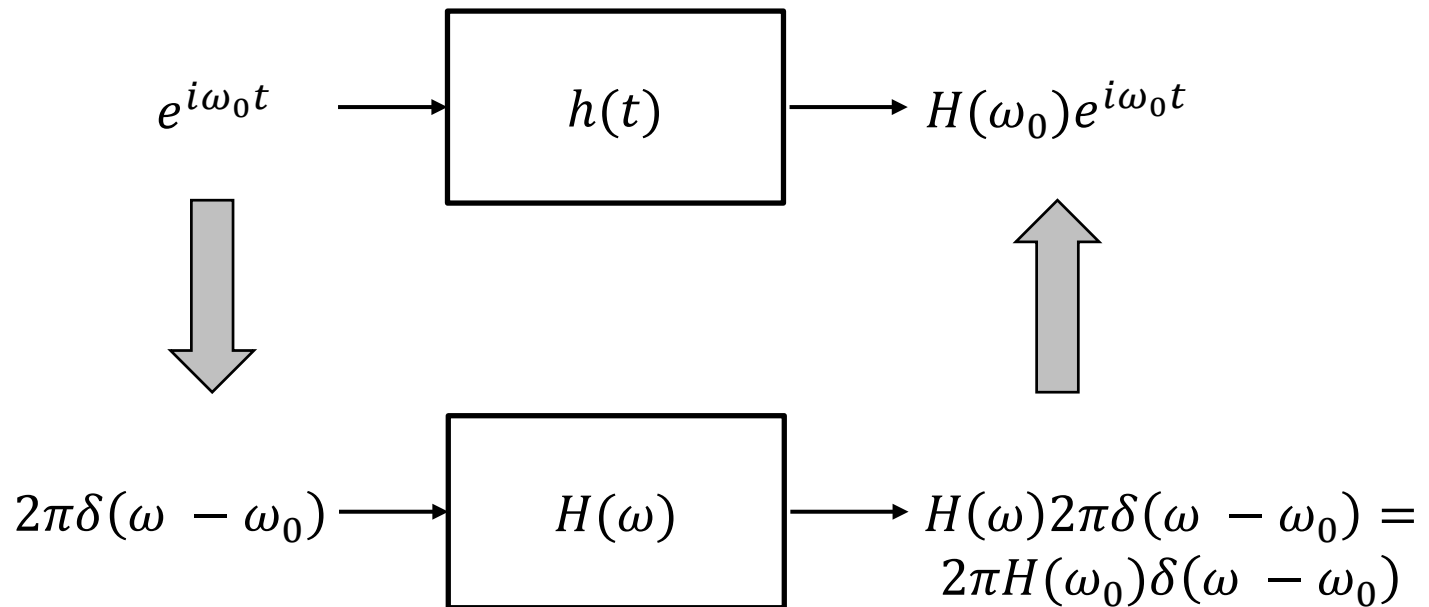 e^{iω₀t} h(t) H(ω₀)e^{iω₀t}
2πδ(ω − ω₀) H(ω) H(ω)2πδ(ω − ω₀) =
2πH(ω₀)δ(ω − ω₀)